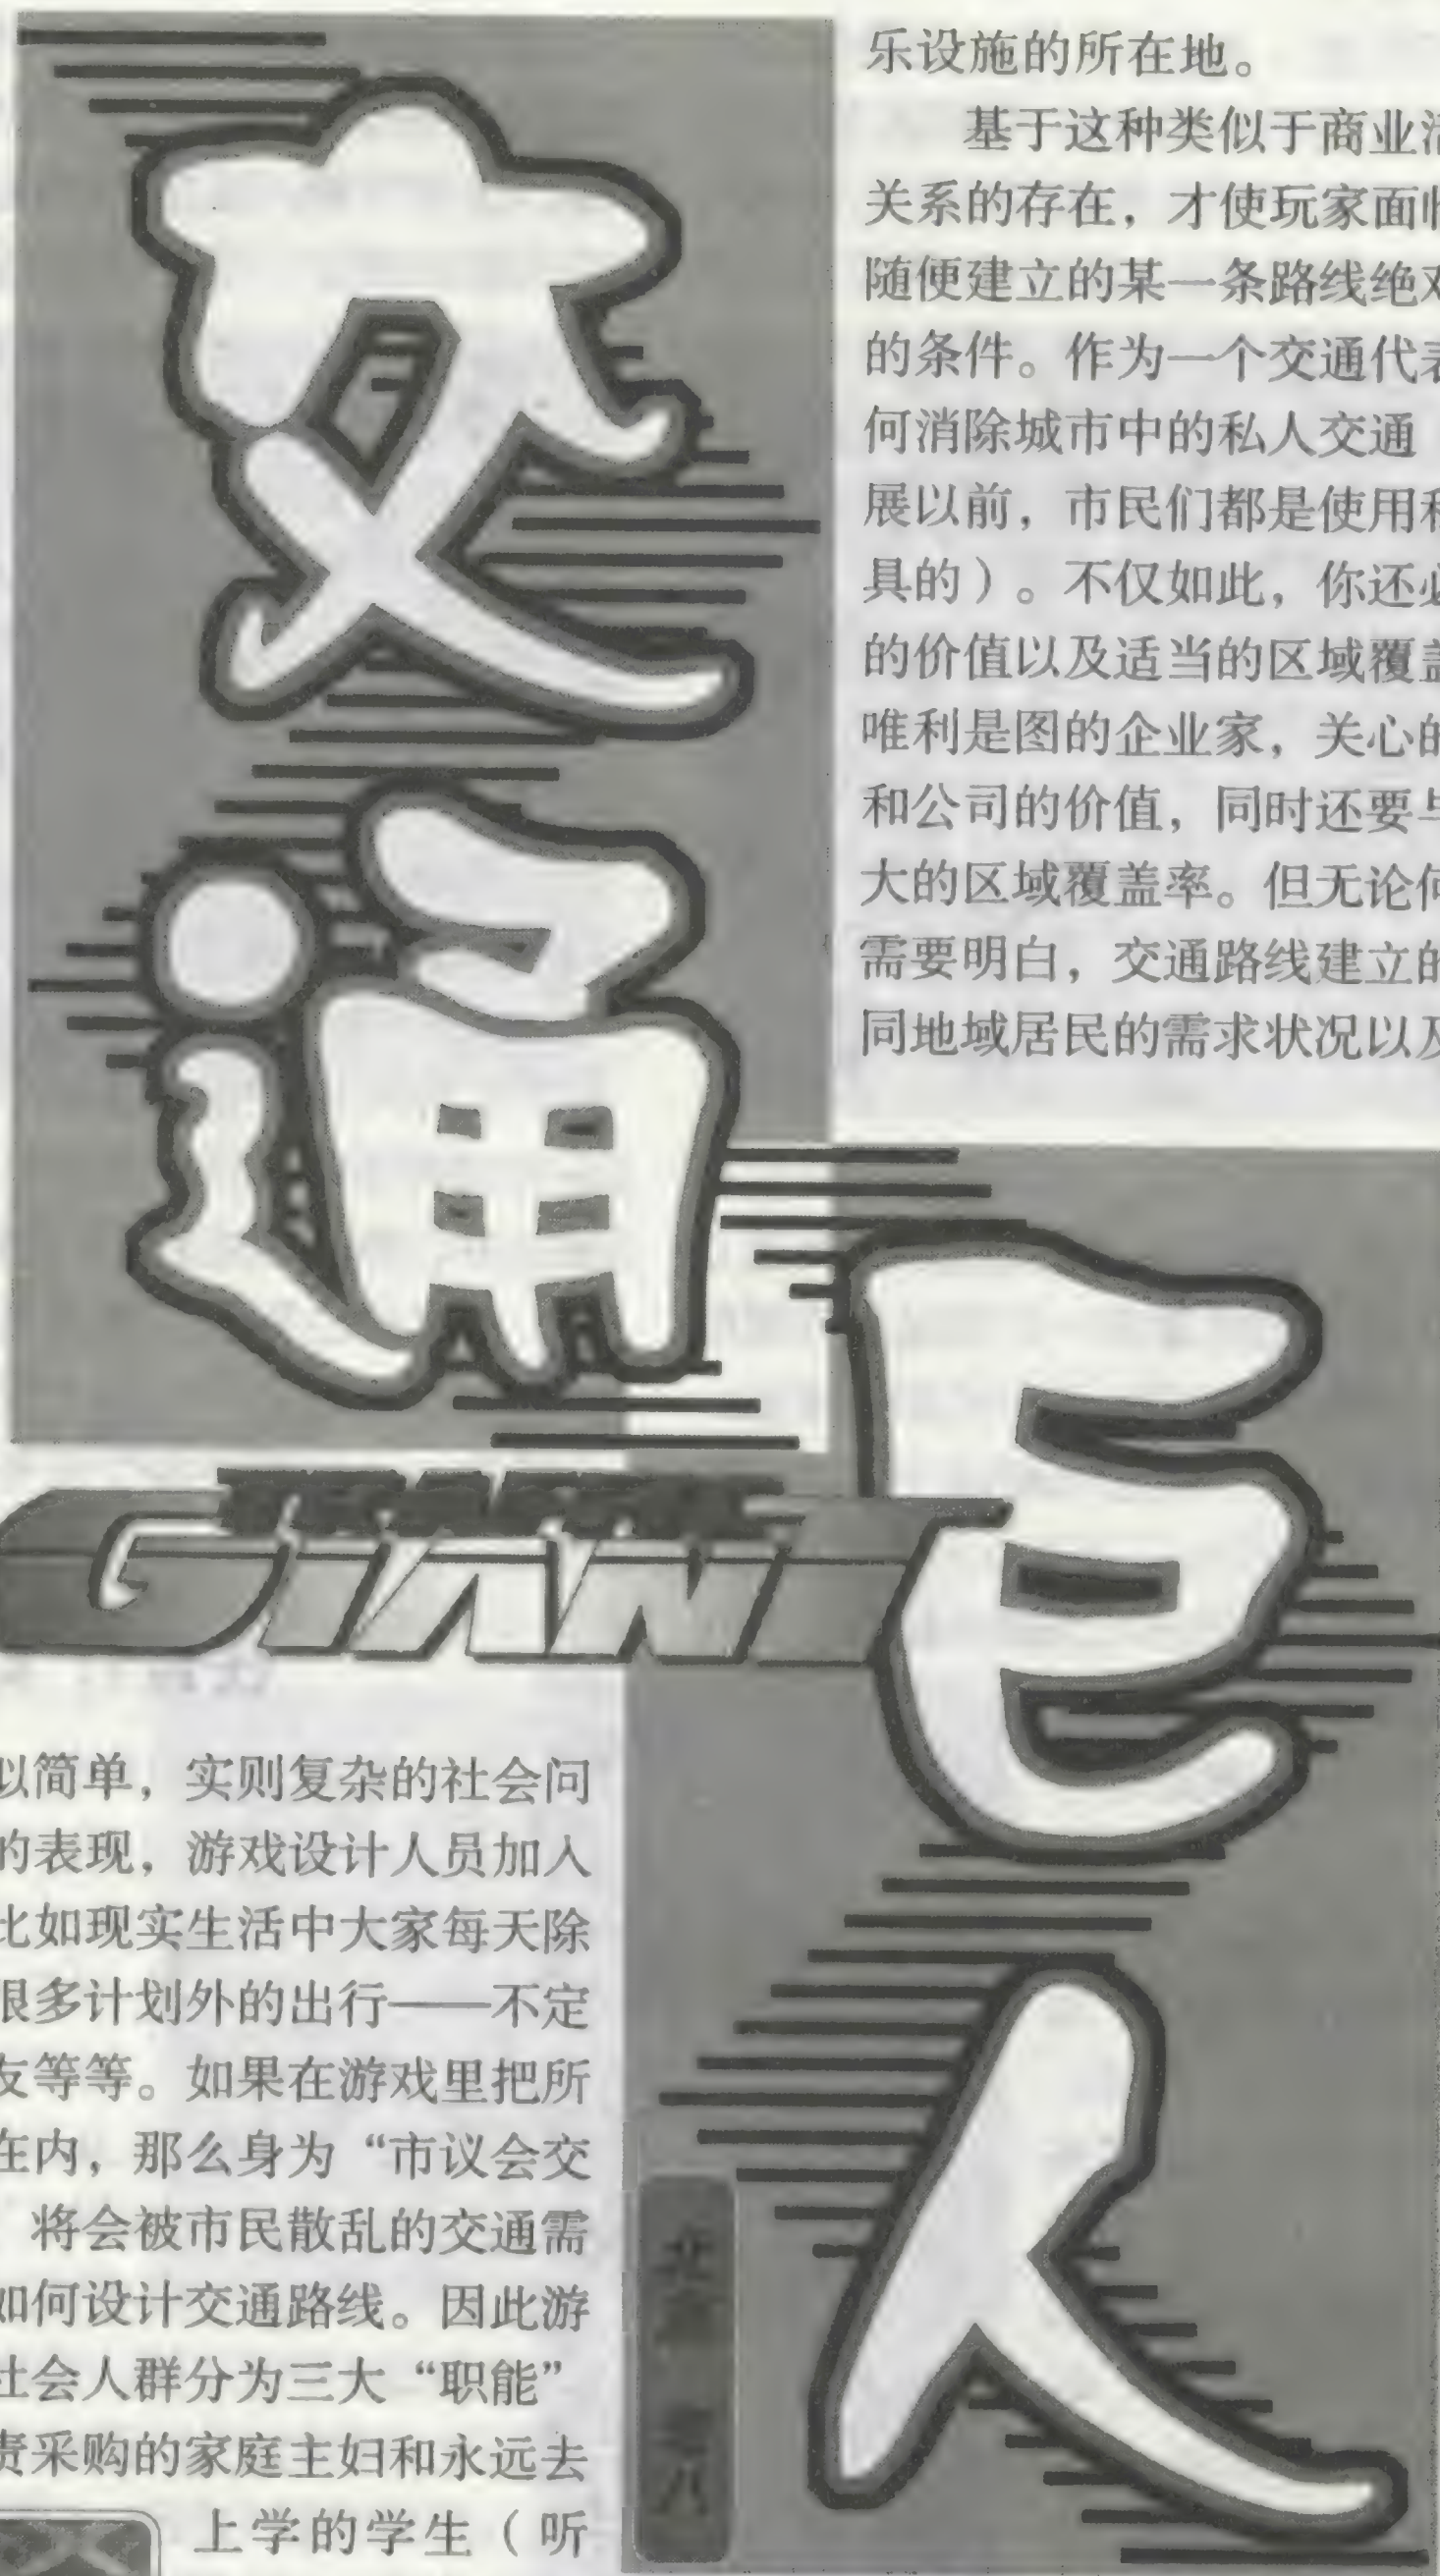 交通
巨人
GIANT
乐设施的所在地。
基于这种类似于商业活
关系的存在，才使玩家面临
随便建立的某一条路线绝对
的条件。作为一个交通代表
何消除城市中的私人交通（
展以前，市民们都是使用私
具的）。不仅如此，你还必
的价值以及适当的区域覆盖
唯利是图的企业家，关心的
和公司的价值，同时还要与
大的区域覆盖率。但无论何
需要明白，交通路线建立的
同地域居民的需求状况以及
以简单，实则复杂的社会问
的表现，游戏设计人员加入
比如现实生活中大家每天除
很多计划外的出行——不定
友等等。如果在游戏里把所
在内，那么身为“市议会交
将会被市民散乱的交通需
如何设计交通路线。因此游
社会人群分为三大“职能”
责采购的家庭主妇和永远去
上学的学生（听